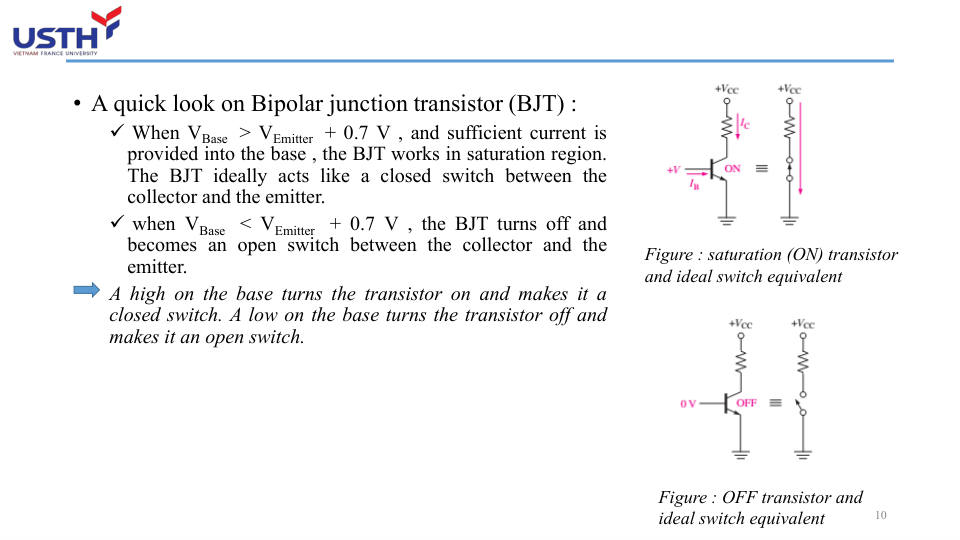 USTH
VIETNAM FRANCE UNIVERSITY
• A quick look on Bipolar junction transistor (BJT) :
✓ When VBase > VEmitter + 0.7 V , and sufficient current is
provided into the base , the BJT works in saturation region.
The BJT ideally acts like a closed switch between the
collector and the emitter.
✓ when VBase < VEmitter + 0.7 V , the BJT turns off and
becomes an open switch between the collector and the
emitter.
A high on the base turns the transistor on and makes it a
closed switch. A low on the base turns the transistor off and
makes it an open switch.
+VCC +VCC
IC
+V ON ≡
IB
Figure : saturation (ON) transistor
and ideal switch equivalent
+VCC +VCC
0 V OFF ≡
Figure : OFF transistor and
ideal switch equivalent
10